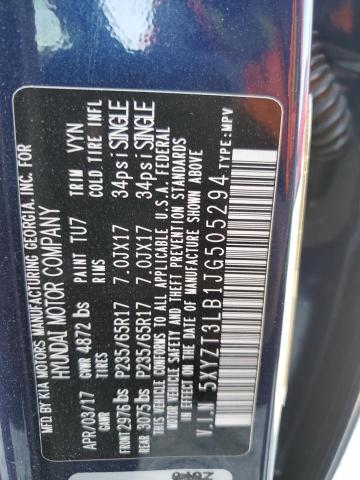 MFD. BY KIA MOTORS MANUFACTURING GEORGIA, INC. FOR
HYUNDAI MOTOR COMPANY
APR/03/17 GVWR 4872 lbs PAINT TU7 TRIM VYN
GAWR TIRES RIMS COLD TIRE INFL
FRONT 2976 lbs P235/65R17 7.0JX17 34psi SINGLE
REAR 3075 lbs P235/65R17 7.0JX17 34psi SINGLE
THIS VEHICLE CONFORMS TO ALL APPLICABLE U.S.A. FEDERAL
MOTOR VEHICLE SAFETY, BUMPER, AND THEFT PREVENTION
STANDARDS IN EFFECT ON THE DATE OF MANUFACTURE SHOWN ABOVE.
V.I.N: 5XYZT3LB1JG505294 TYPE:MPV